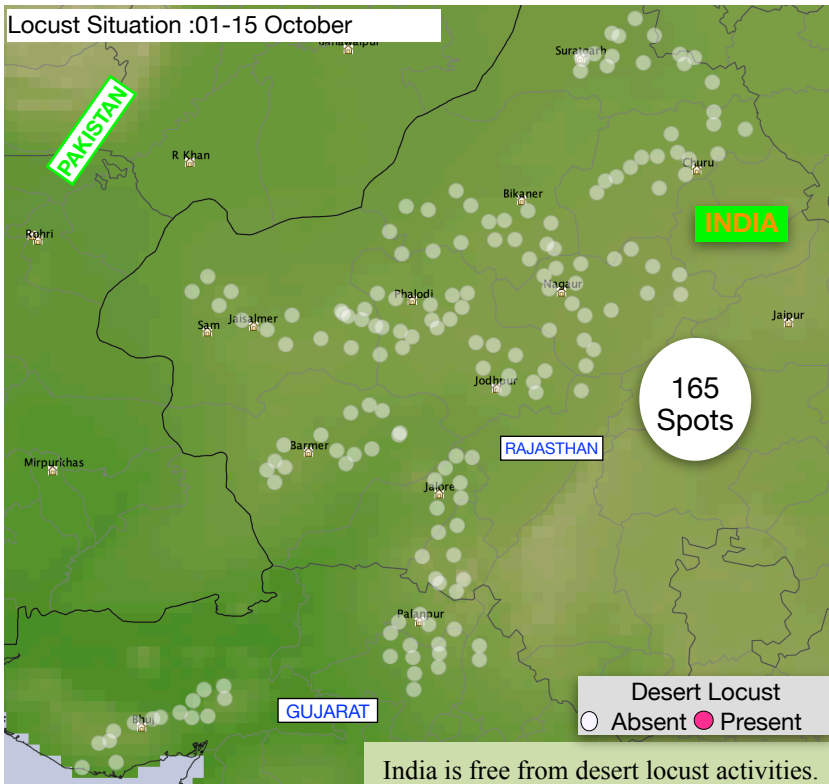 Locust Situation :01-15 October
Bahawalpur
Suratgarh
PAKISTAN
R Khan
Churu
Bikaner
INDIA
Rohri
Nagaur
Phalodi
Jaipur
Jaisalmer
Sam
165
Spots
Jodhpur
Barmer
RAJASTHAN
Mirpurkhas
Jalore
Palanpur
Desert Locust
GUJARAT
Bhuj
Absent Present
India is free from desert locust activities.